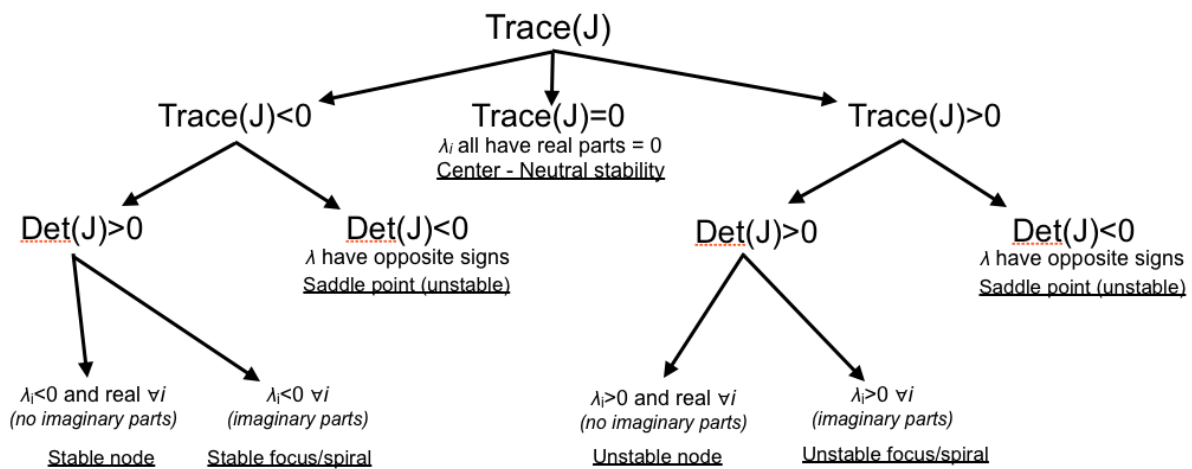 Trace(J)
Trace(J)<0
Trace(J)=0
λi all have real parts = 0
Center - Neutral stability
Trace(J)>0
Det(J)>0
Det(J)<0
λ have opposite signs
Saddle point (unstable)
Det(J)>0
Det(J)<0
λ have opposite signs
Saddle point (unstable)
λi<0 and real ∀i
(no imaginary parts)
Stable node
λi<0 ∀i
(imaginary parts)
Stable focus/spiral
λi>0 and real ∀i
(no imaginary parts)
Unstable node
λi>0 ∀i
(imaginary parts)
Unstable focus/spiral